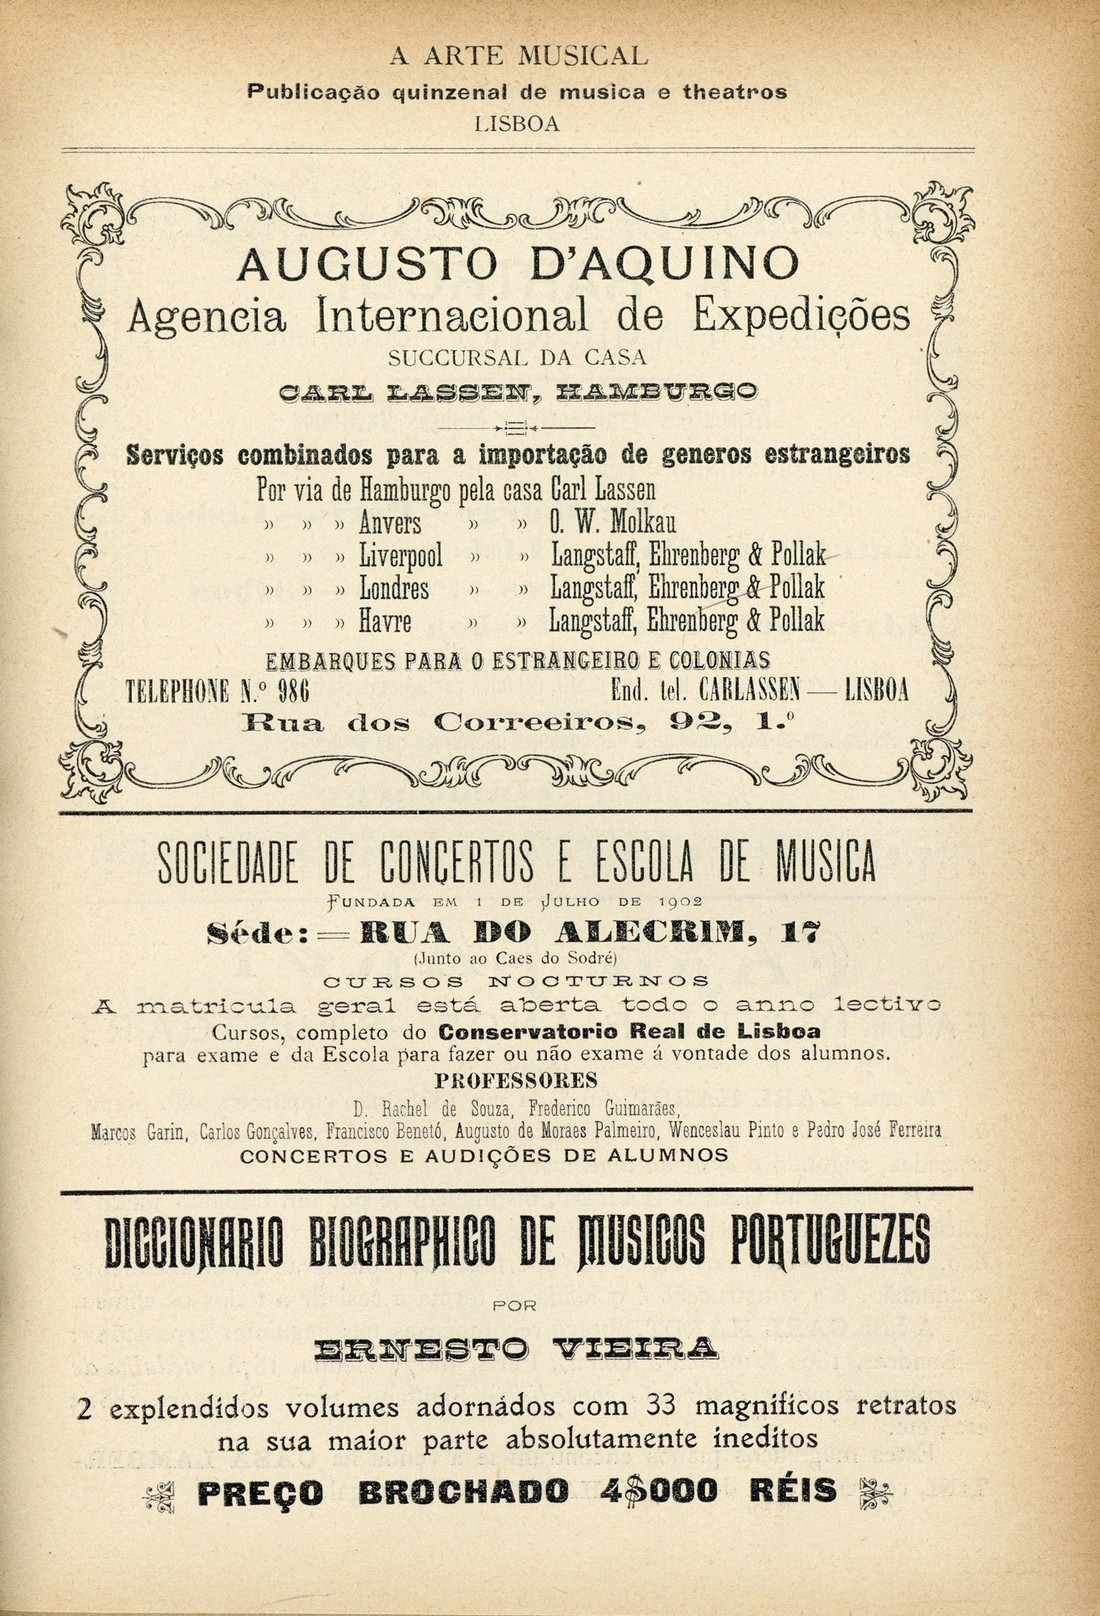 A ARTE MUSICAL
Publicação quinzenal de musica e theatros
LISBOA
AUGUSTO D'AQUINO
Agencia Internacional de Expedições
SUCCURSAL DA CASA
CARL LASSEN, HAMBURGO
Serviços combinados para a importação de generos estrangeiros
Por via de Hamburgo pela casa Carl Lassen
» » » Anvers » » O. W. Molkau
» » » Liverpool » » Langstaff, Ehrenberg & Pollak
» » » Londres » » Langstaff, Ehrenberg & Pollak
» » » Havre » » Langstaff, Ehrenberg & Pollak
EMBARQUES PARA O ESTRANGEIRO E COLONIAS
TELEPHONE N.º 986 End. tel. CARLASSEN — LISBOA
Rua dos Correeiros, 92, 1.º
SOCIEDADE DE CONCERTOS E ESCOLA DE MUSICA
FUNDADA EM 1 DE JULHO DE 1902
Séde: = RUA DO ALECRIM, 17
(Junto ao Caes do Sodré)
CURSOS NOCTURNOS
A matricula geral está aberta todo o anno lectivo
Cursos, completo do Conservatorio Real de Lisboa
para exame e da Escola para fazer ou não exame á vontade dos alumnos.
PROFESSORES
D. Rachel de Souza, Frederico Guimarães,
Marcos Garin, Carlos Gonçalves, Francisco Benetó, Augusto de Moraes Palmeiro, Wenceslau Pinto e Pedro José Ferreira
CONCERTOS E AUDIÇÕES DE ALUMNOS
DICCIONARIO BIOGRAPHICO DE MUSICOS PORTUGUEZES
POR
ERNESTO VIEIRA
2 explendidos volumes adornádos com 33 magníficos retratos
na sua maior parte absolutamente ineditos
PREÇO BROCHADO 4$000 RÉIS